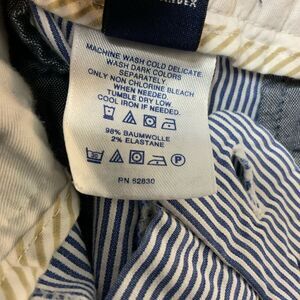 MACHINE WASH COLD DELICATE.
WASH DARK COLORS
SEPARATELY.
ONLY NON CHLORINE BLEACH
WHEN NEEDED.
TUMBLE DRY LOW.
COOL IRON IF NEEDED.
98% BAUMWOLLE
2% ELASTANE
P
PN 62830